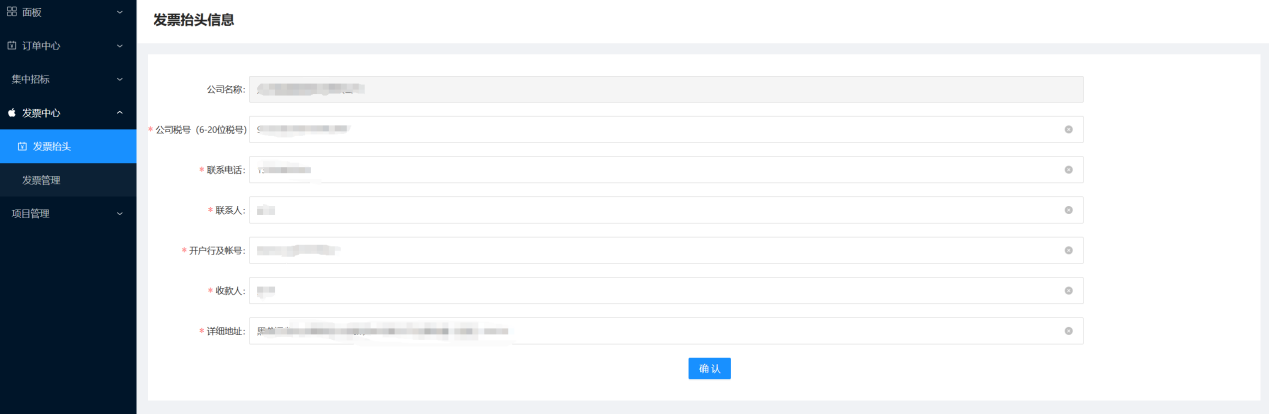 面板
订单中心
集中招标
发票中心
发票抬头
发票管理
项目管理
发票抬头信息
公司名称:
* 公司税号（6-20位税号）
* 联系电话:
* 联系人:
* 开户行及帐号:
* 收款人:
* 详细地址:
确 认